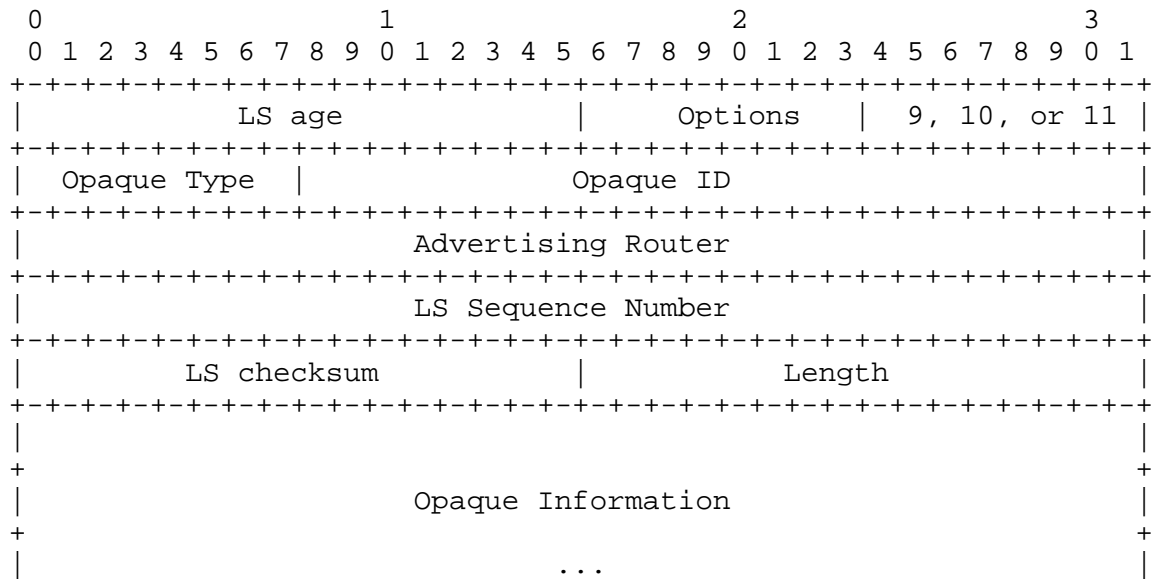 0                   1                   2                   3
 0 1 2 3 4 5 6 7 8 9 0 1 2 3 4 5 6 7 8 9 0 1 2 3 4 5 6 7 8 9 0 1
+-+-+-+-+-+-+-+-+-+-+-+-+-+-+-+-+-+-+-+-+-+-+-+-+-+-+-+-+-+-+-+-+
|            LS age             |     Options   |  9, 10, or 11 |
+-+-+-+-+-+-+-+-+-+-+-+-+-+-+-+-+-+-+-+-+-+-+-+-+-+-+-+-+-+-+-+-+
|  Opaque Type  |               Opaque ID                       |
+-+-+-+-+-+-+-+-+-+-+-+-+-+-+-+-+-+-+-+-+-+-+-+-+-+-+-+-+-+-+-+-+
|                      Advertising Router                       |
+-+-+-+-+-+-+-+-+-+-+-+-+-+-+-+-+-+-+-+-+-+-+-+-+-+-+-+-+-+-+-+-+
|                      LS Sequence Number                       |
+-+-+-+-+-+-+-+-+-+-+-+-+-+-+-+-+-+-+-+-+-+-+-+-+-+-+-+-+-+-+-+-+
|         LS checksum           |           Length              |
+-+-+-+-+-+-+-+-+-+-+-+-+-+-+-+-+-+-+-+-+-+-+-+-+-+-+-+-+-+-+-+-+
|                                                               |
+                                                               +
|                      Opaque Information                       |
+                                                               +
|                              ...                              |